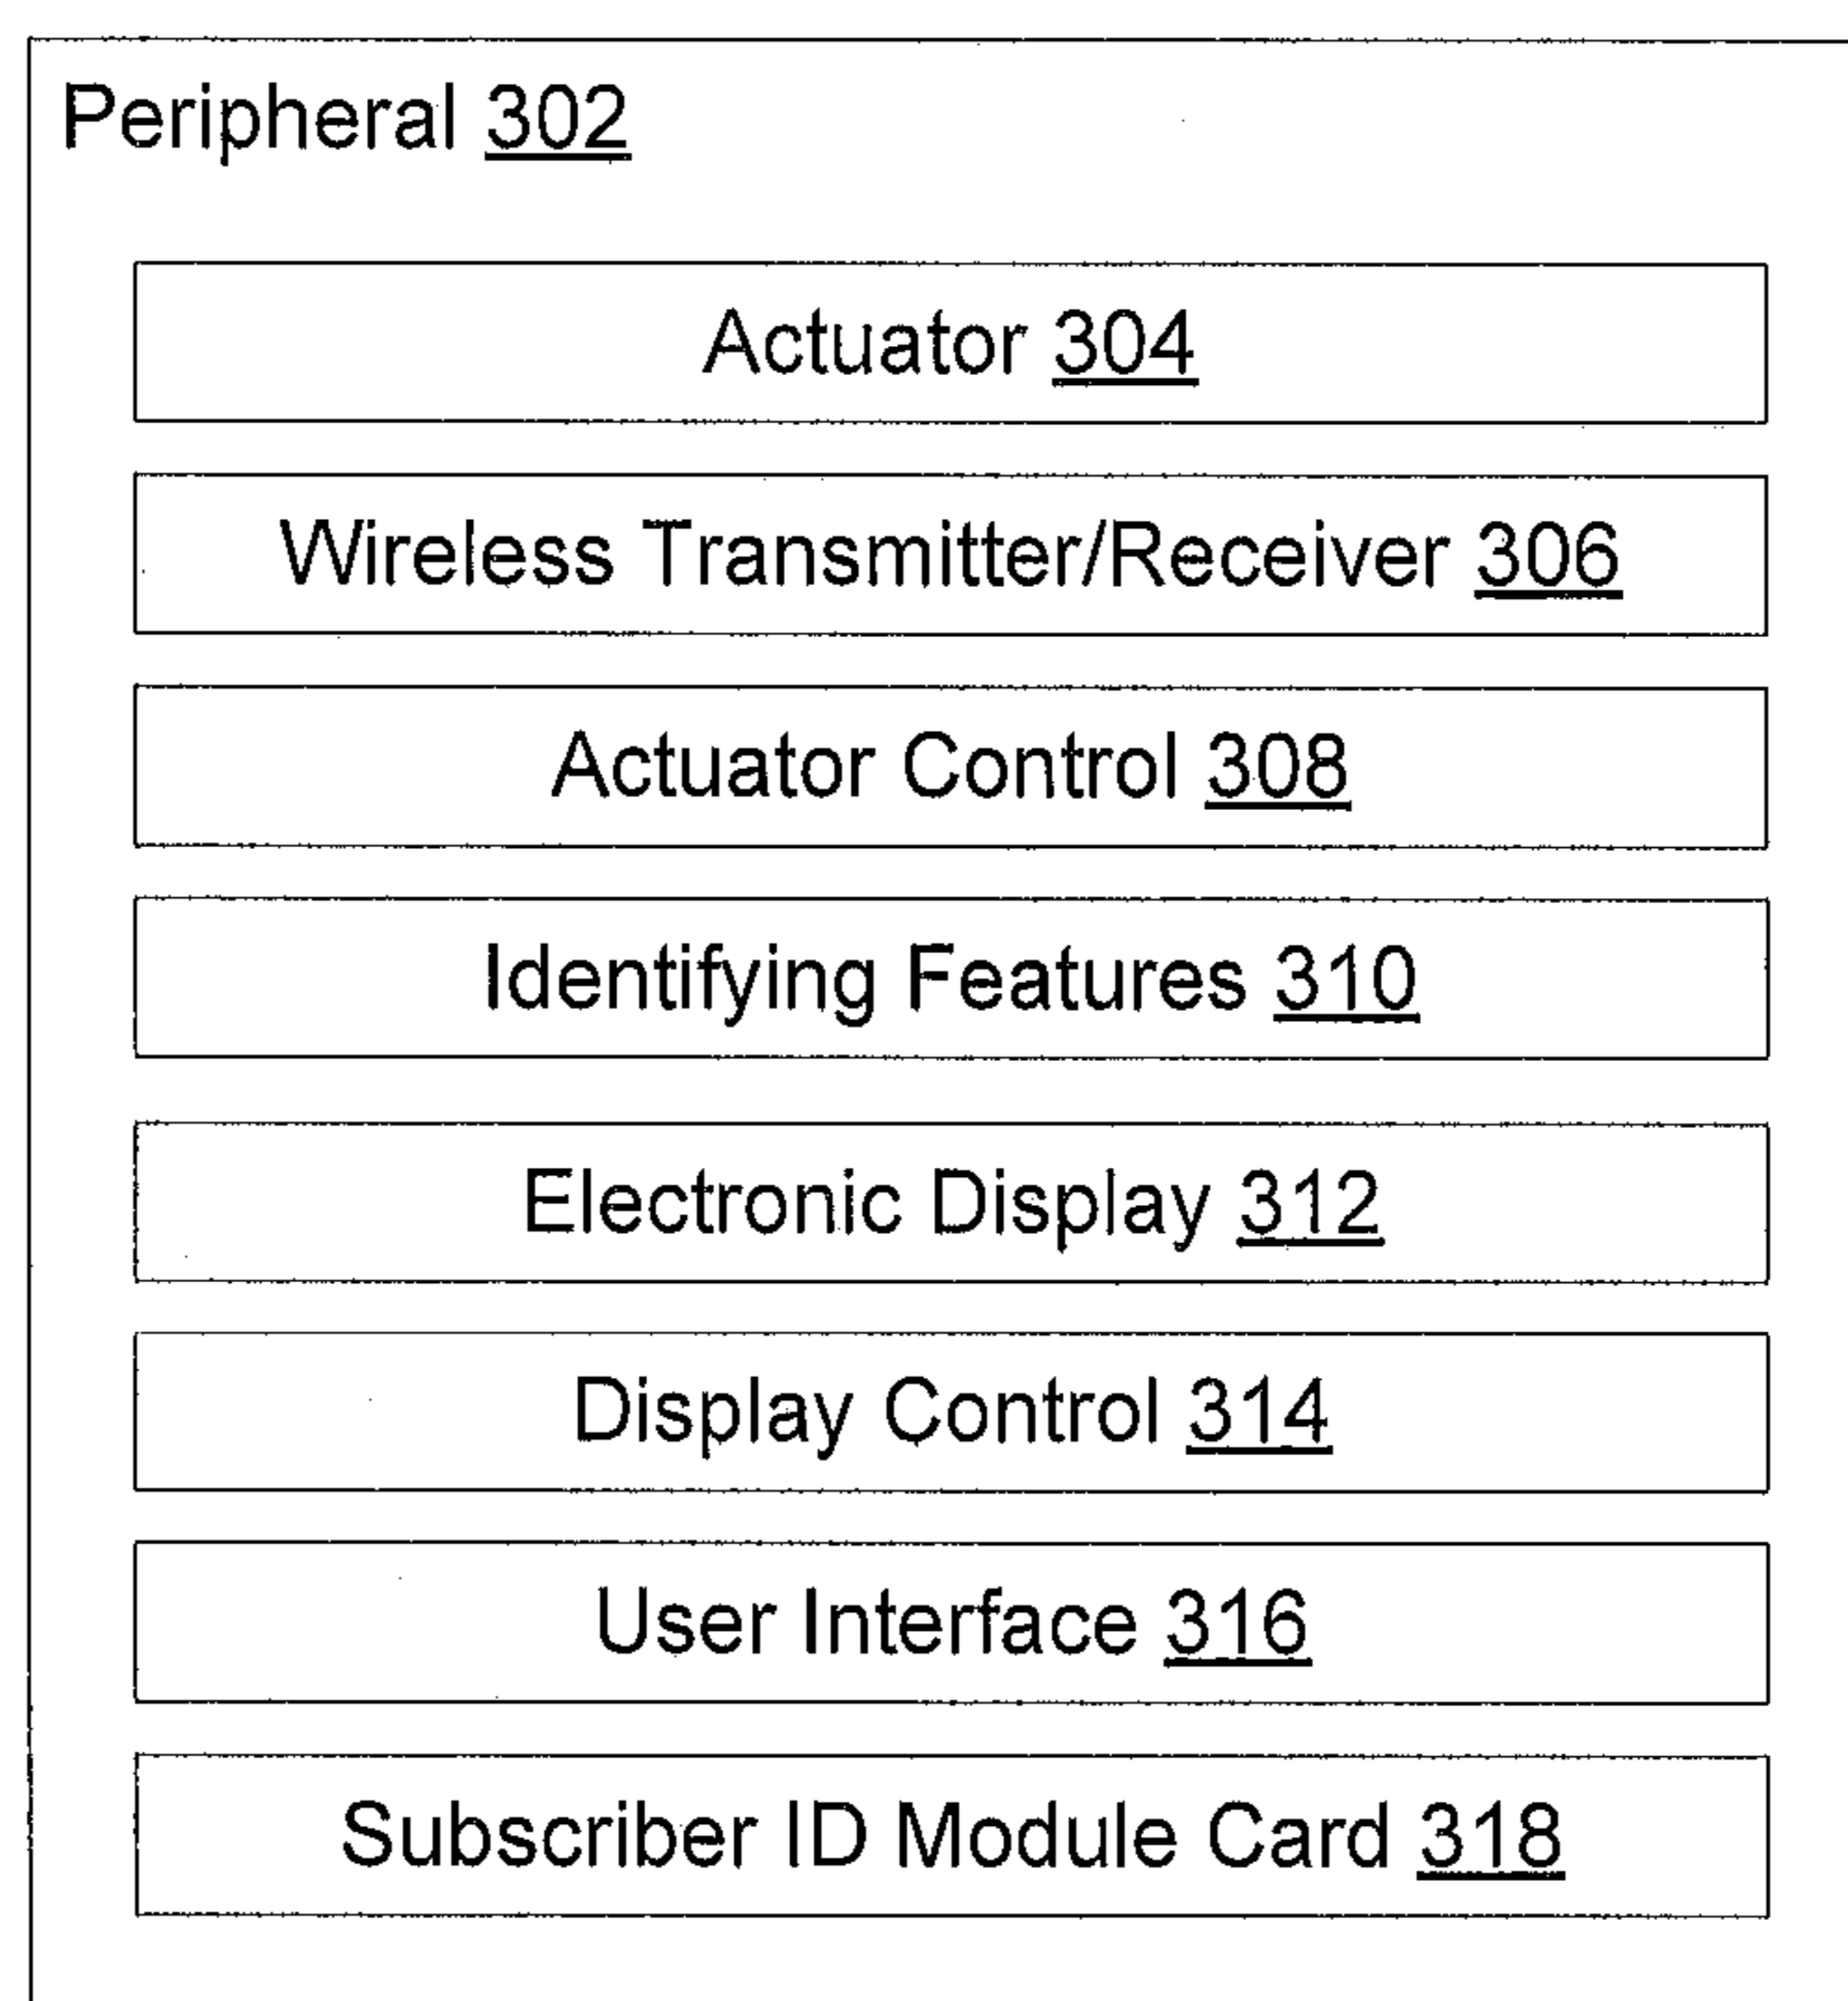 Peripheral 302
Actuator 304
Wireless Transmitter/Receiver 306
Actuator Control 308
Identifying Features 310
Electronic Display 312
Display Control 314
User Interface 316
Subscriber ID Module Card 318